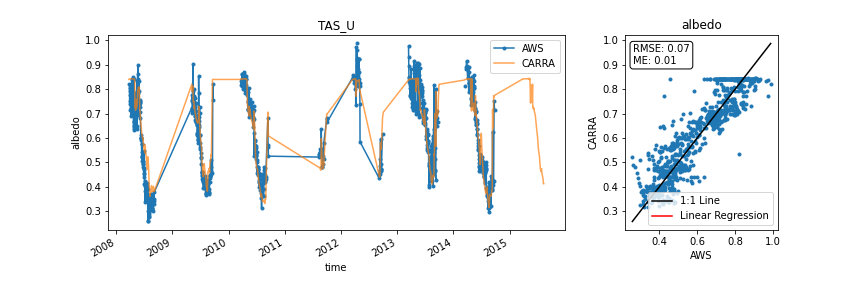 TAS_U
albedo
1.0
0.9
0.8
0.7
0.6
0.5
0.4
0.3
albedo
2008
2009
2010
2011
2012
2013
2014
2015
time
AWS
CARRA
1.0
0.9
0.8
0.7
0.6
0.5
0.4
0.3
CARRA
RMSE: 0.07
ME: 0.01
1:1 Line
Linear Regression
0.4
0.6
0.8
1.0
AWS